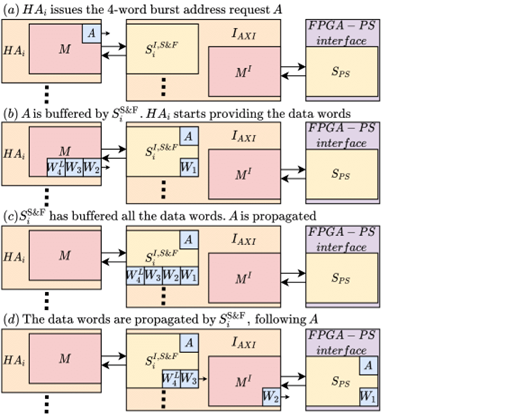 (a) HA_i issues the 4-word burst address request A
HA_i M A S_i^{I,S&F} I_{AXI} M^I FPGA − PS interface S_{PS}
(b) A is buffered by S_i^{S&F}. HA_i starts providing the data words
HA_i M W_4^L W_3 W_2 S_i^{I,S&F} A W_1 I_{AXI} M^I FPGA − PS interface S_{PS}
(c) S_i^{S&F} has buffered all the data words. A is propagated
HA_i M S_i^{I,S&F} A W_4^L W_3 W_2 W_1 I_{AXI} M^I FPGA − PS interface S_{PS}
(d) The data words are propagated by S_i^{S&F}, following A
HA_i M S_i^{I,S&F} A W_4^L W_3 I_{AXI} M^I W_2 FPGA − PS interface S_{PS} A W_1